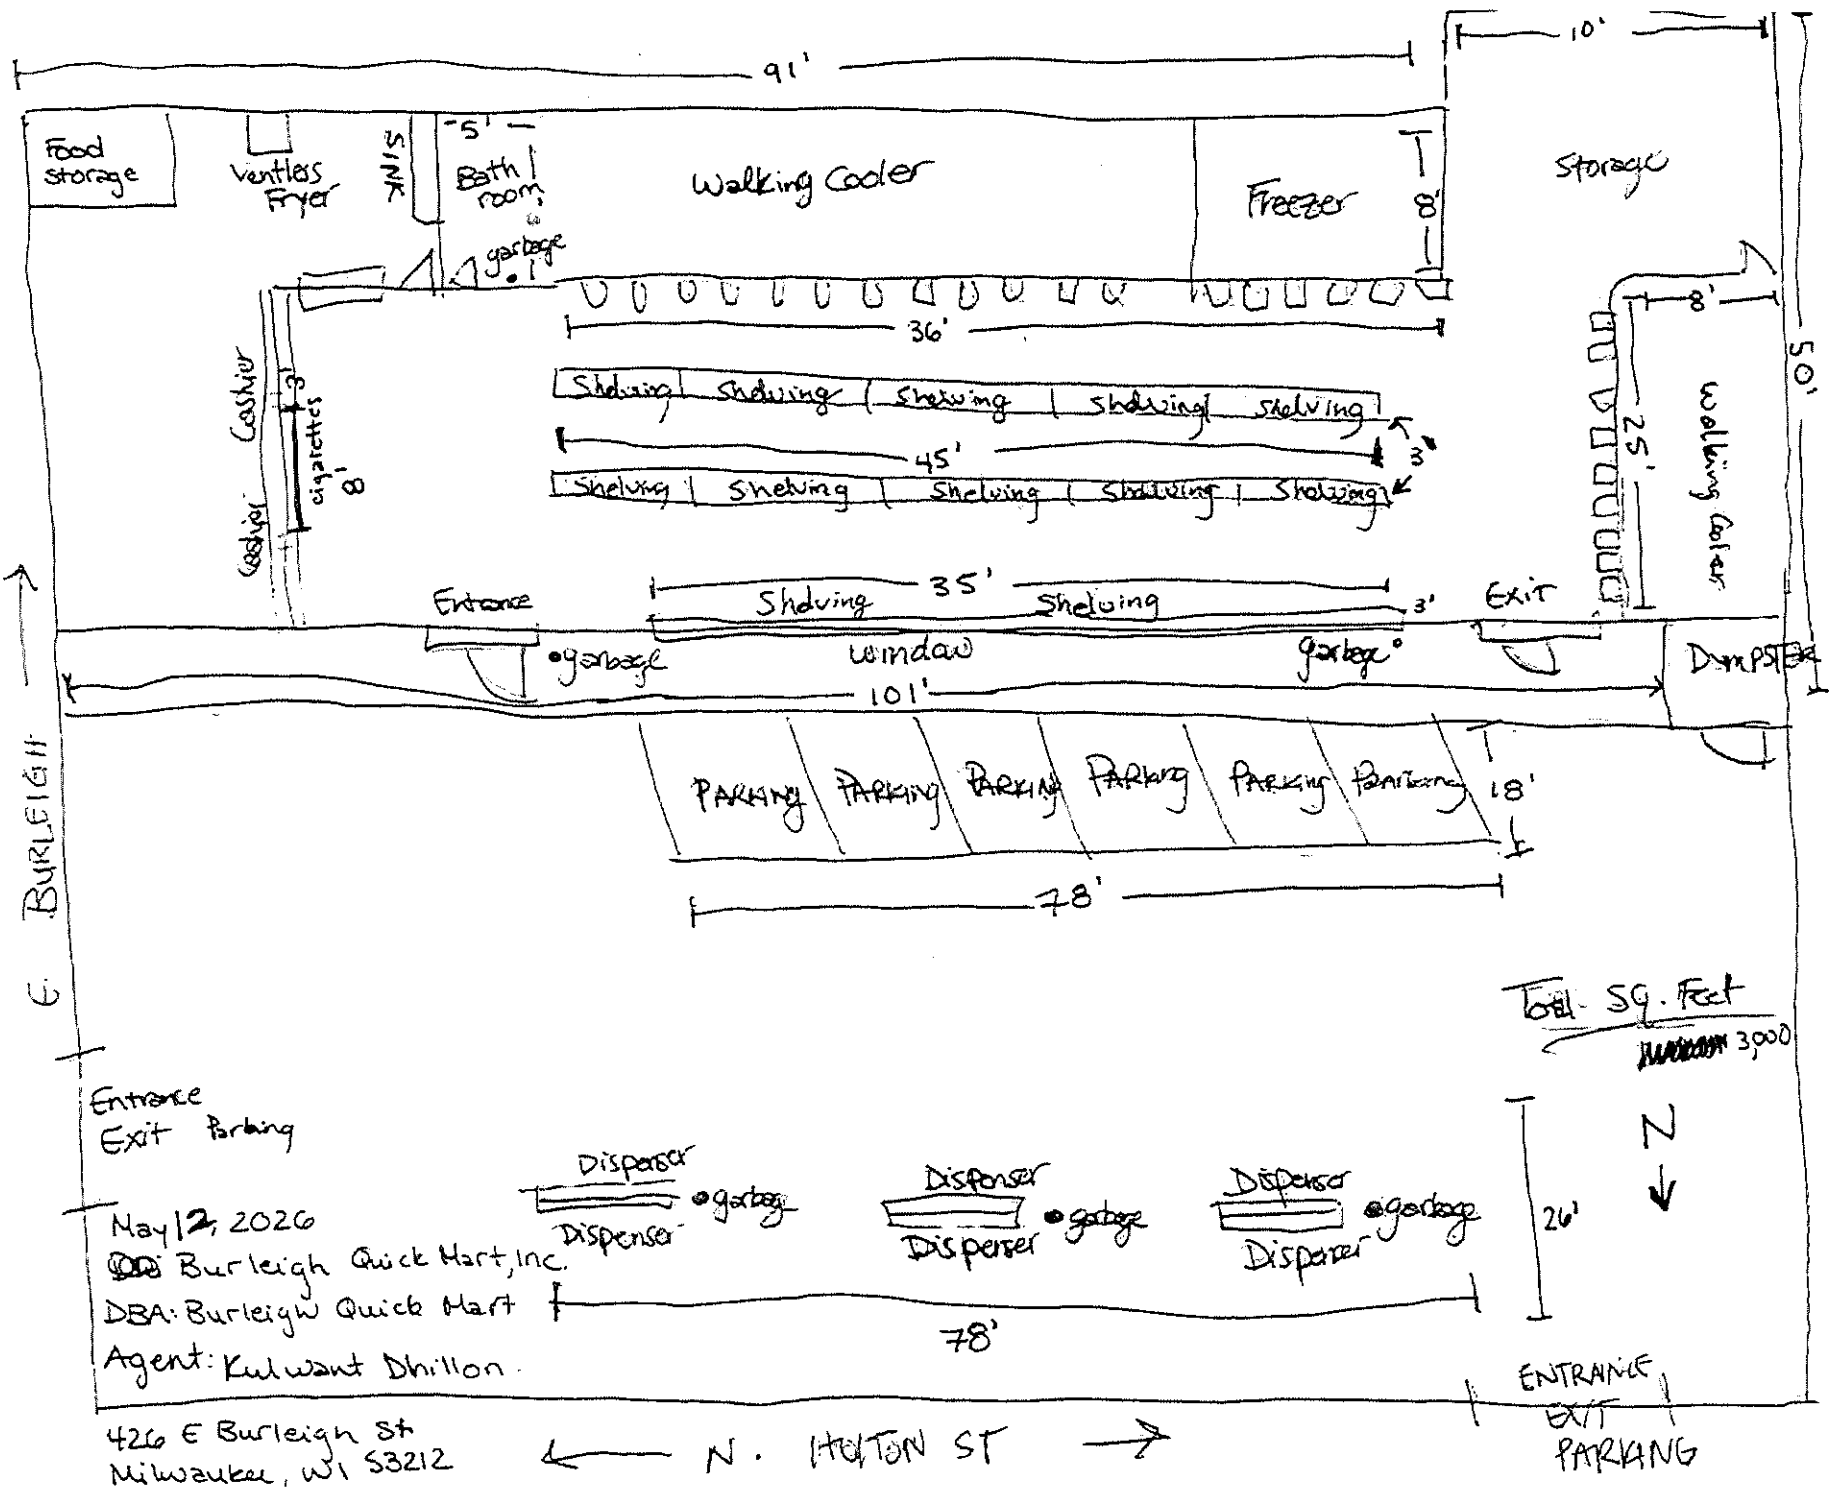 91'
10'
Food
storage
Ventless
Fryer
SINK
5'
Bath
room
garbage
Walking Cooler
Freezer
8'
Storage
36'
8'
Cashier
Cashier
3'
cigarettes
8'
Shelving Shelving Shelving Shelving Shelving
45'
3'
Shelving Shelving Shelving Shelving Shelving
25'
Walking Cooler
50'
35'
Shelving Shelving
3'
Entrance
Exit
garbage
window
garbage
DUMPSTER
101'
PARKING PARKING PARKING PARKING PARKING Parking
18'
78'
E. BURLEIGH
Total SQ. Feet
3,000
N
Entrance
Exit Parking
Dispenser
Dispenser
garbage
Dispenser
Dispenser
garbage
Dispenser
Dispenser
garbage
26'
78'
May 12, 2026
Burleigh Quick Mart, Inc.
DBA: Burleigh Quick Mart
Agent: Kulwant Dhillon.
426 E Burleigh St
Milwaukee, WI 53212
N. HOLTON ST
ENTRANCE
EXIT
PARKING